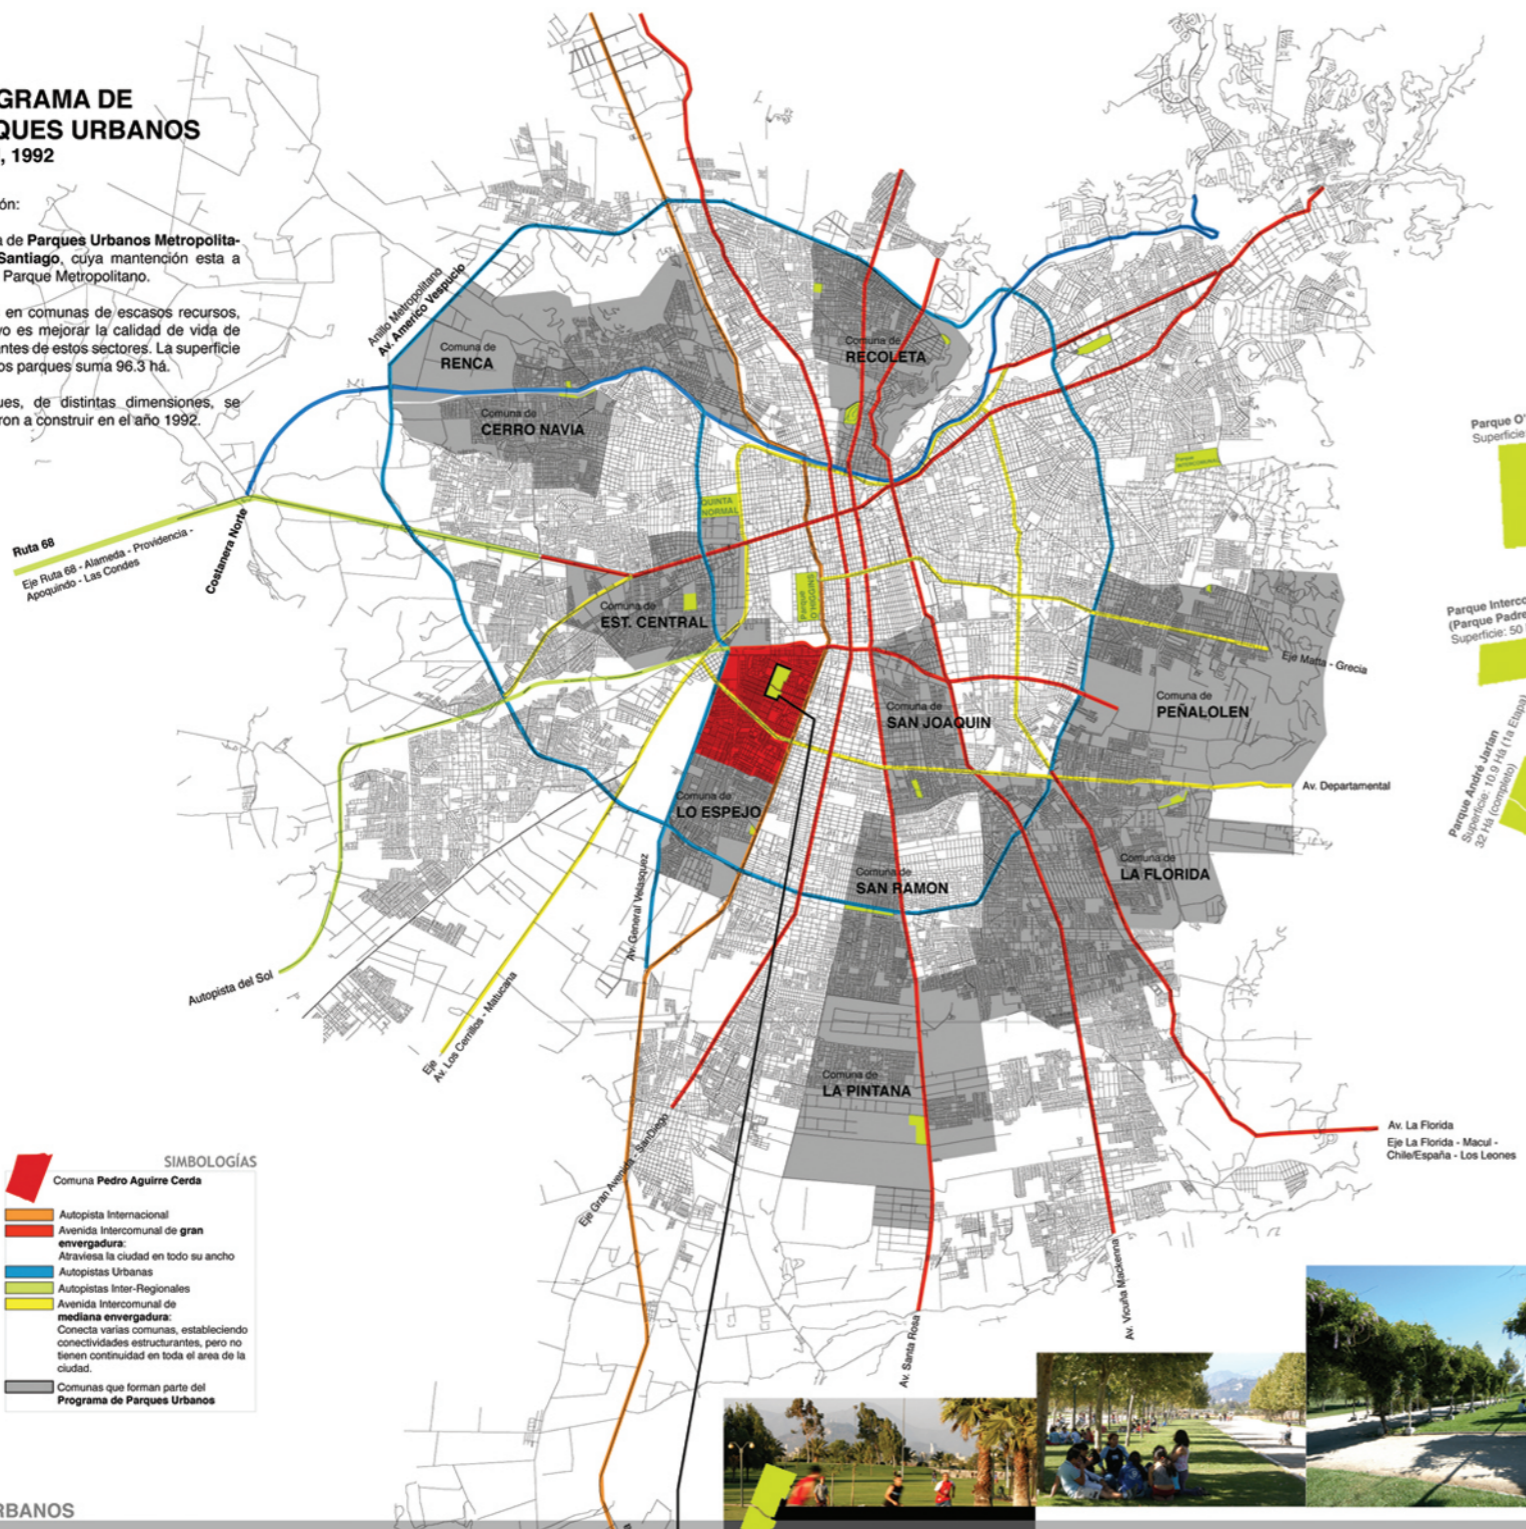 GRAMA DE
QUES URBANOS
, 1992
ón:
a de Parques Urbanos Metropolita-
Santiago, cuya mantención esta a
Parque Metropolitano.
en comunas de escasos recursos,
vo es mejorar la calidad de vida de
antes de estos sectores. La superficie
os parques suma 96.3 há.
ues, de distintas dimensiones, se
ron a construir en el año 1992.
Anillo Metropolitano
Av. Americo Vespucio
Comuna de
RENCA
Comuna de
RECOLETA
Comuna de
CERRO NAVIA
Parque O'
Superficie:
Parque
INTERCOMUNAL
QUINTA
NORMAL
Ruta 68
Eje Ruta 68 - Alameda - Providencia -
Apoquindo - Las Condes
Costanera Norte
Parque
O'HIGGINS
Comuna de
EST. CENTRAL
Parque Interco
(Parque Padre
Superficie: 50
Eje Matta - Grecia
Comuna de
PEÑALOLEN
Comuna de
SAN JOAQUIN
Parque André Jarlan
Superficie: 10.9 Há (1a Etapa)
32 Há (completo)
Av. Departamental
Comuna de
LO ESPEJO
Comuna de
LA FLORIDA
Comuna de
SAN RAMON
Av. General Velasquez
Autopista del Sol
Eje
Av. Los Cerrillos - Matucana
Comuna de
LA PINTANA
Eje Gran Avenida - SanDiego
Av. La Florida
Eje La Florida - Macul -
Chile/España - Los Leones
Av. Santa Rosa
Av. Vicuña Mackenna
SIMBOLOGÍAS
Comuna Pedro Aguirre Cerda
Autopista Internacional
Avenida Intercomunal de gran
envergadura:
Atraviesa la ciudad en todo su ancho
Autopistas Urbanas
Autopistas Inter-Regionales
Avenida Intercomunal de
mediana envergadura:
Conecta varias comunas, estableciendo
conectividades estructurantes, pero no
tienen continuidad en toda el area de la
ciudad.
Comunas que forman parte del
Programa de Parques Urbanos
RBANOS